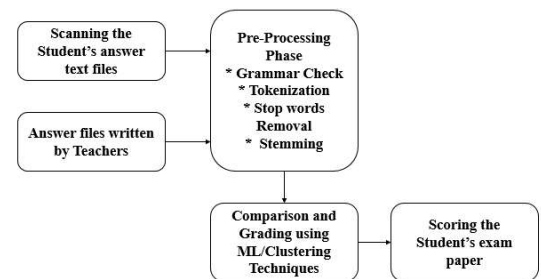 Scanning the
Student's answer
text files
Pre-Processing
Phase
* Grammar Check
* Tokenization
* Stop words
Removal
* Stemming
Answer files written
by Teachers
Comparison and
Grading using
ML/Clustering
Techniques
Scoring the
Student's exam
paper